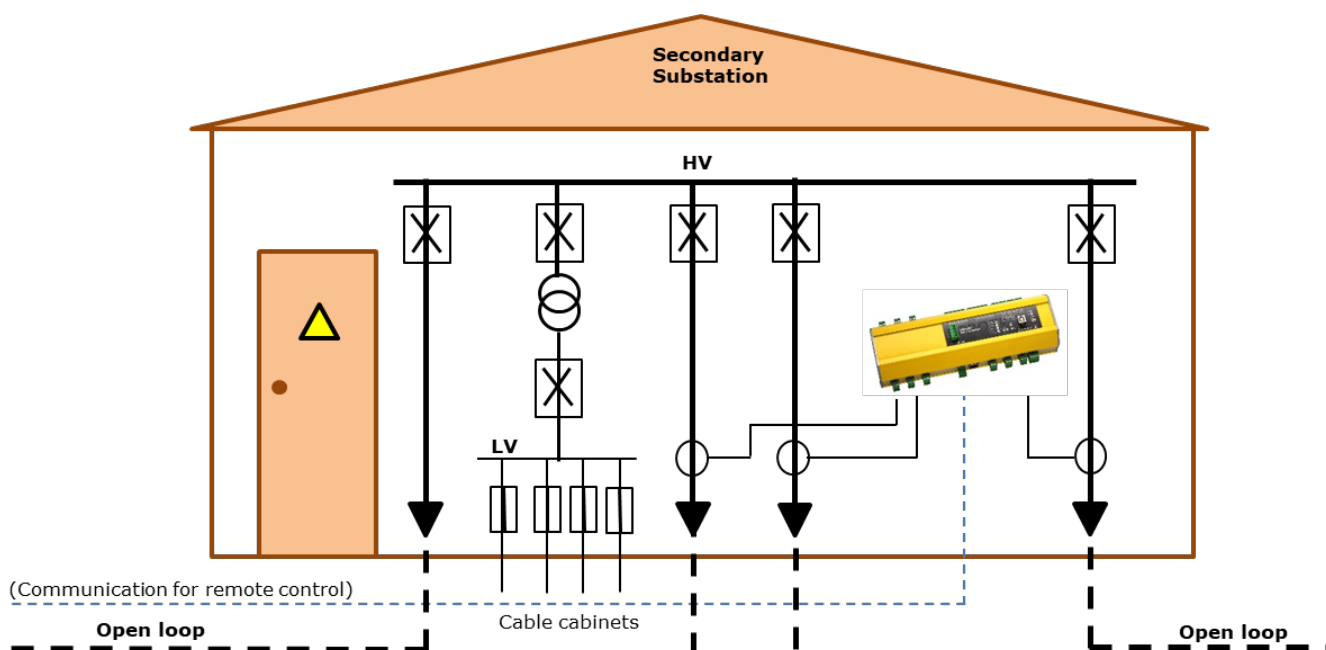 Secondary
Substation
HV
LV
(Communication for remote control)
Cable cabinets
Open loop
Open loop